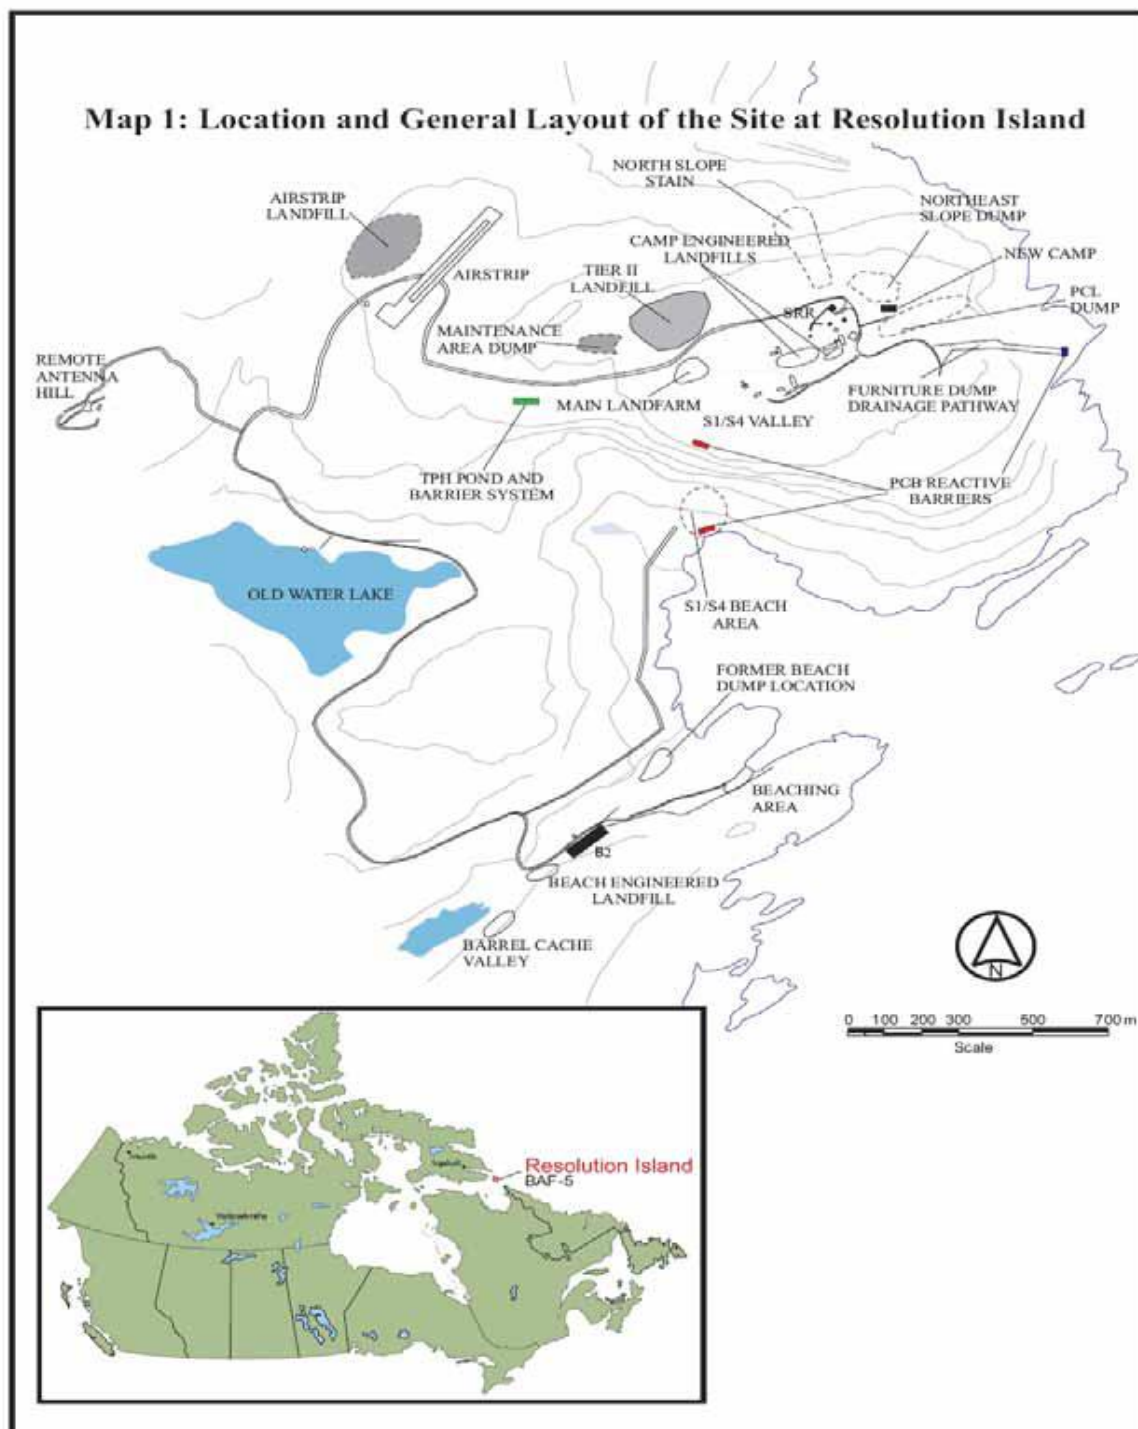 Map 1: Location and General Layout of the Site at Resolution Island
NORTH SLOPE
STAIN
AIRSTRIP
LANDFILL
NORTHEAST
SLOPE DUMP
CAMP ENGINEERED
LANDFILLS
NEW CAMP
AIRSTRIP
TIER II
LANDFILL
PCL
DUMP
SRR
MAINTENANCE
AREA DUMP
REMOTE
ANTENNA
HILL
FURNITURE DUMP
DRAINAGE PATHWAY
MAIN LANDFARM
S1/S4 VALLEY
TPH POND AND
BARRIER SYSTEM
PCB REACTIVE
BARRIERS
OLD WATER LAKE
S1/S4 BEACH
AREA
FORMER BEACH
DUMP LOCATION
BEACHING
AREA
B2
BEACH ENGINEERED
LANDFILL
BARREL CACHE
VALLEY
N
0 100 200 300 500 700 m
Scale
Resolution Island
BAF-5
Yellowknife